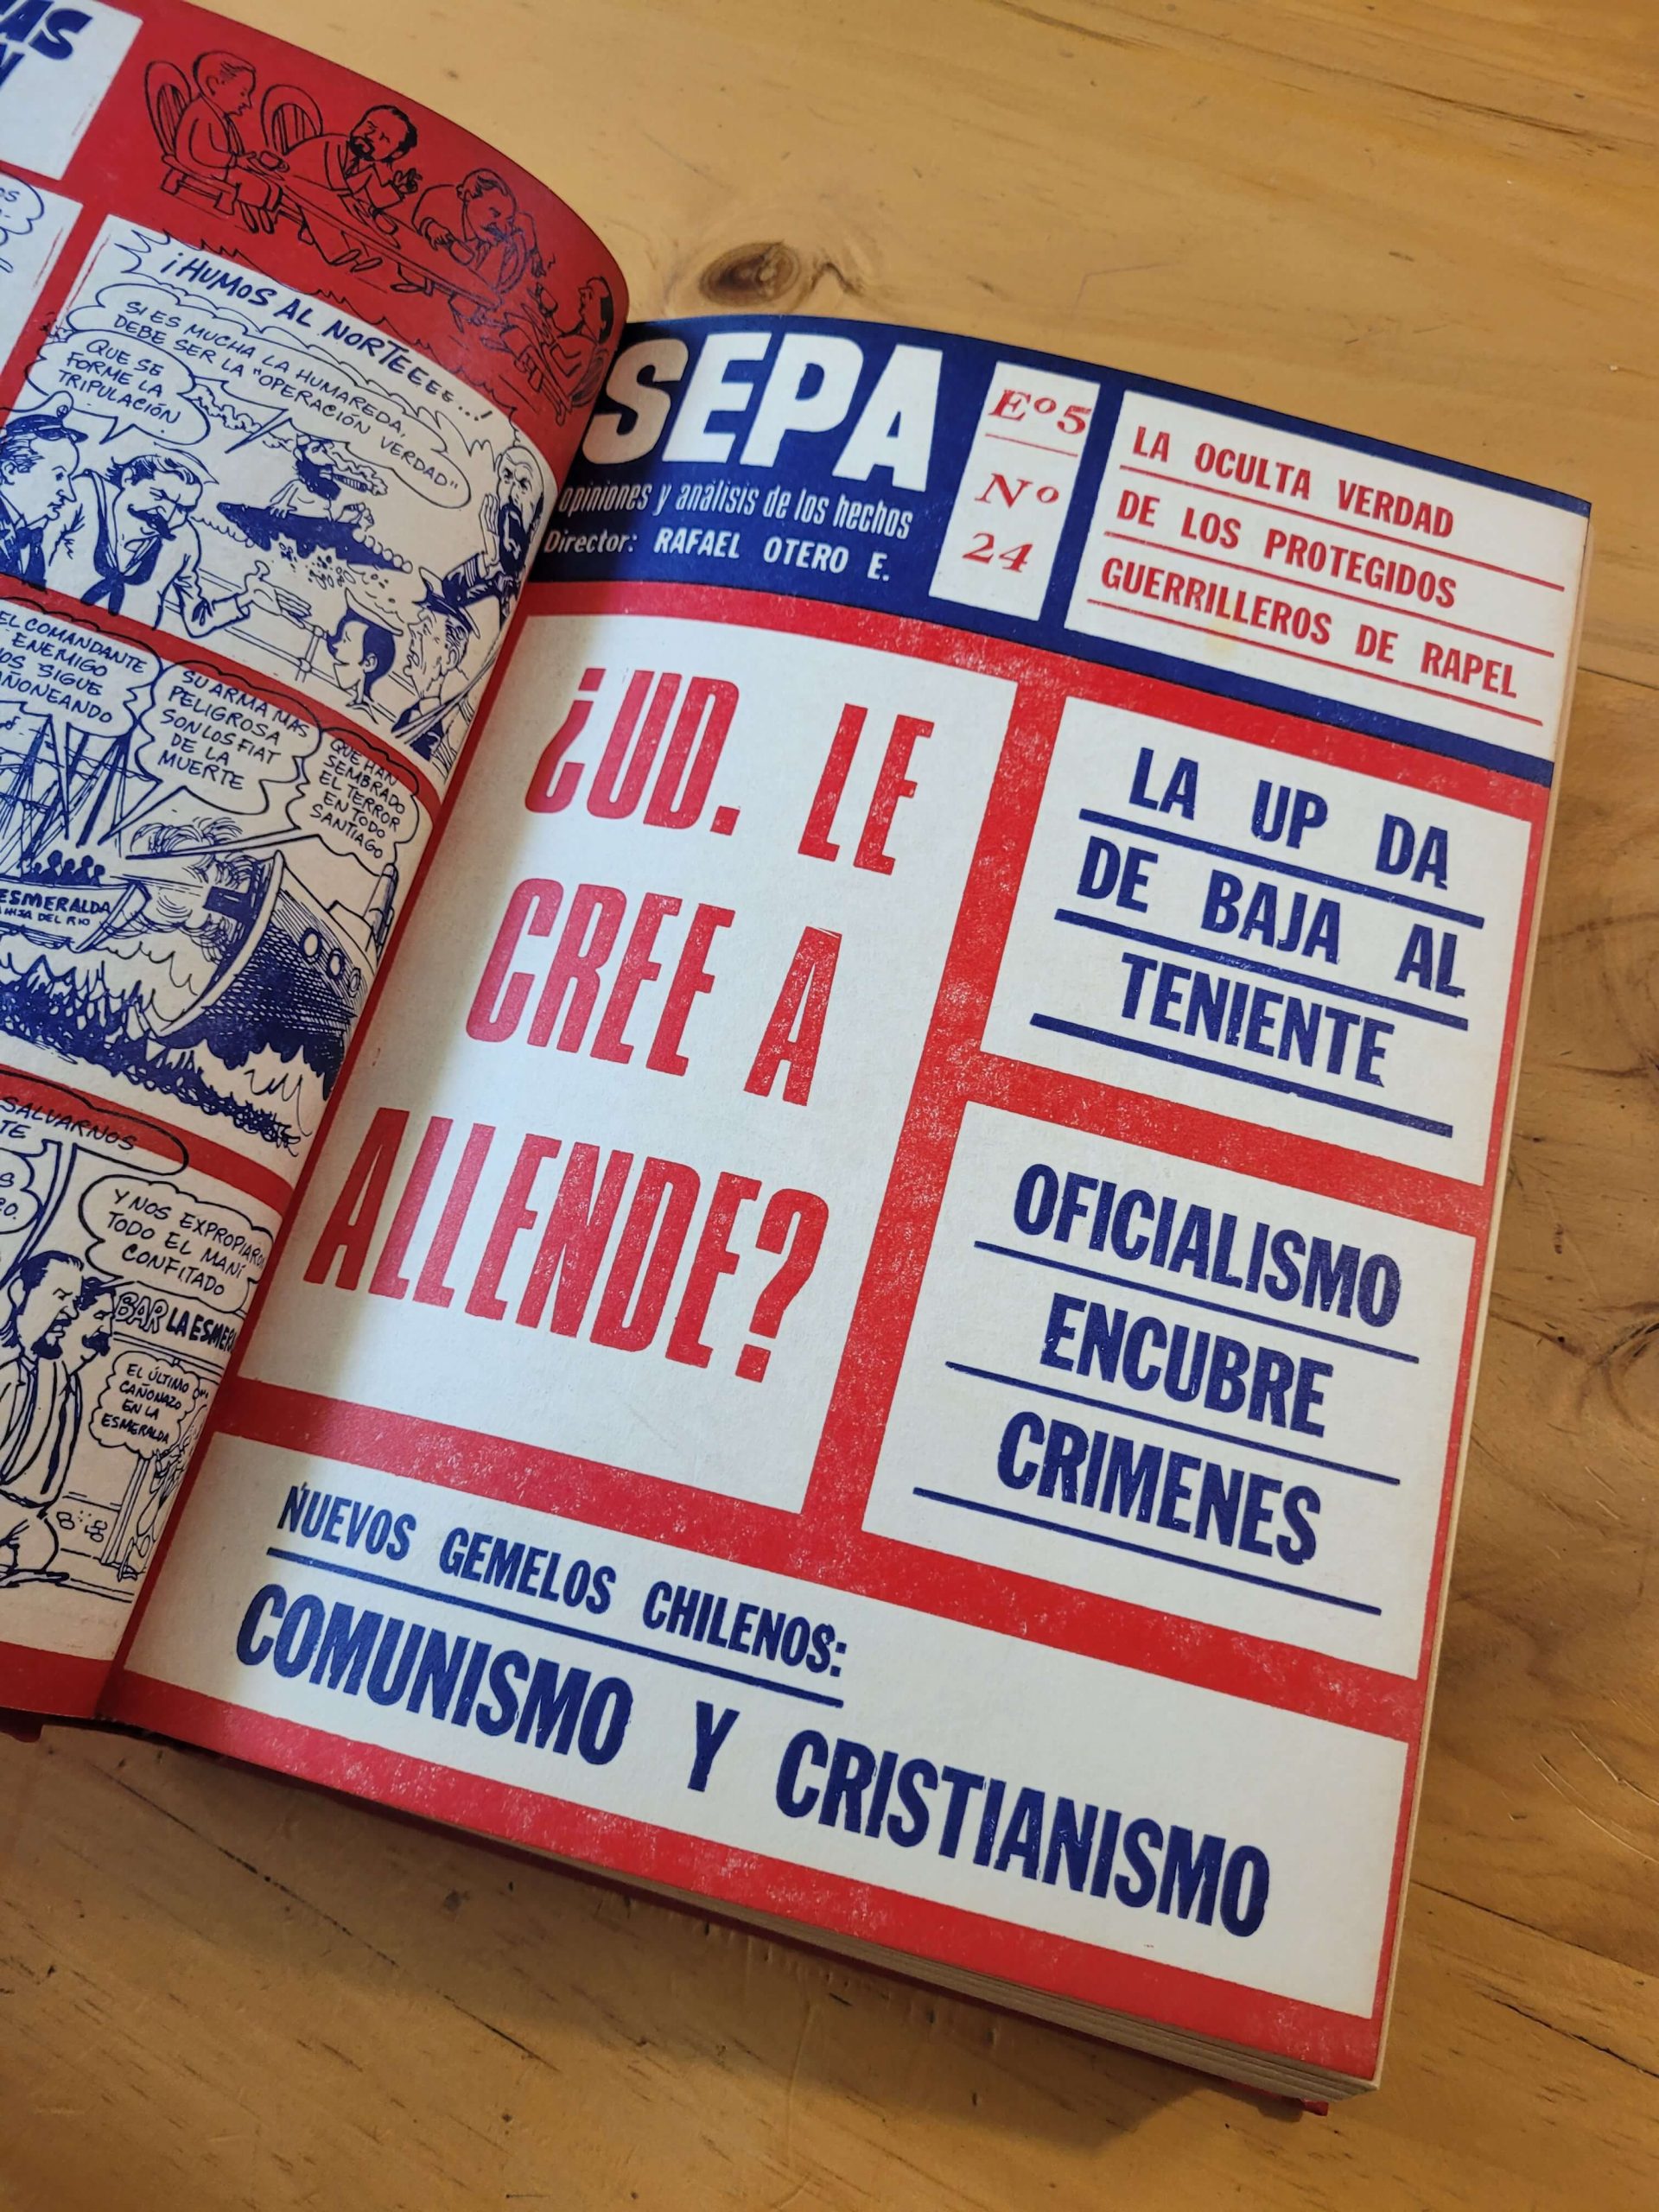 ¡HUMOS AL NORTEEEE...!
SI ES MUCHA LA HUMAREDA,
DEBE SER LA "OPERACIÓN VERDAD"
QUE SE
FORME LA
TRIPULACIÓN
EL COMANDANTE
ENEMIGO
NOS SIGUE
CAÑONEANDO
SU ARMA MAS
PELIGROSA
SON LOS FIAT
DE LA
MUERTE
QUE HAN
SEMBRADO
EL TERROR
EN TODO
SANTIAGO
ESMERALDA
HIJA DEL RIO
SALVARNOS
Y NOS EXPROPIARON
TODO EL MANÍ
CONFITADO
BAR LA ESMER
EL ÚLTIMO
CAÑONAZO
EN LA
ESMERALDA
SEPA
opiniones y análisis de los hechos
Director: RAFAEL OTERO E.
Eº5
Nº
24
LA OCULTA VERDAD
DE LOS PROTEGIDOS
GUERRILLEROS DE RAPEL
¿UD. LE
CREE A
ALLENDE?
LA UP DA
DE BAJA AL
TENIENTE
OFICIALISMO
ENCUBRE
CRIMENES
NUEVOS GEMELOS CHILENOS:
COMUNISMO Y CRISTIANISMO